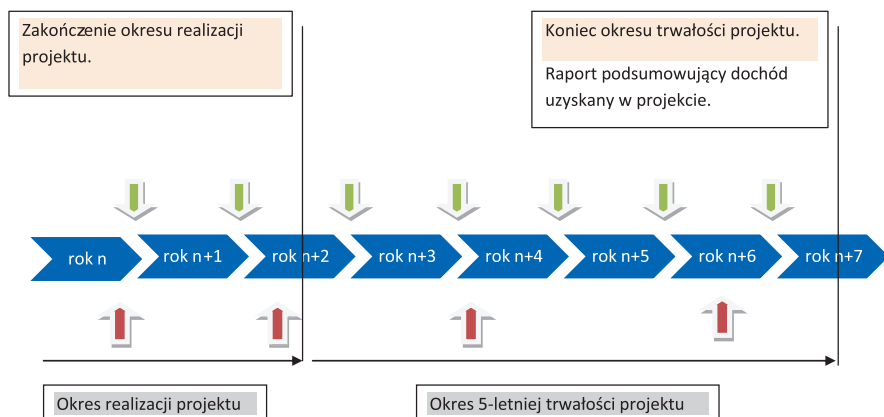 Zakończenie okresu realizacji
projektu.
Koniec okresu trwałości projektu.
Raport podsumowujący dochód
uzyskany w projekcie.
rok n
rok n+1
rok n+2
rok n+3
rok n+4
rok n+5
rok n+6
rok n+7
Okres realizacji projektu
Okres 5-letniej trwałości projektu